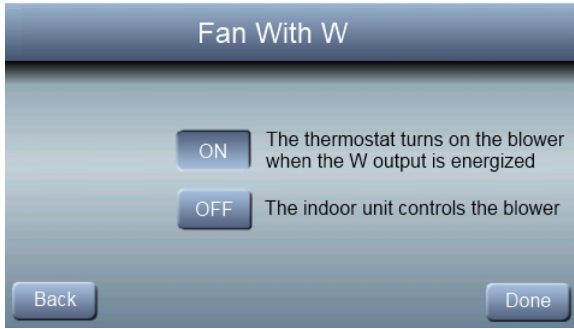 Fan With W
ON
The thermostat turns on the blower
when the W output is energized
OFF
The indoor unit controls the blower
Back
Done